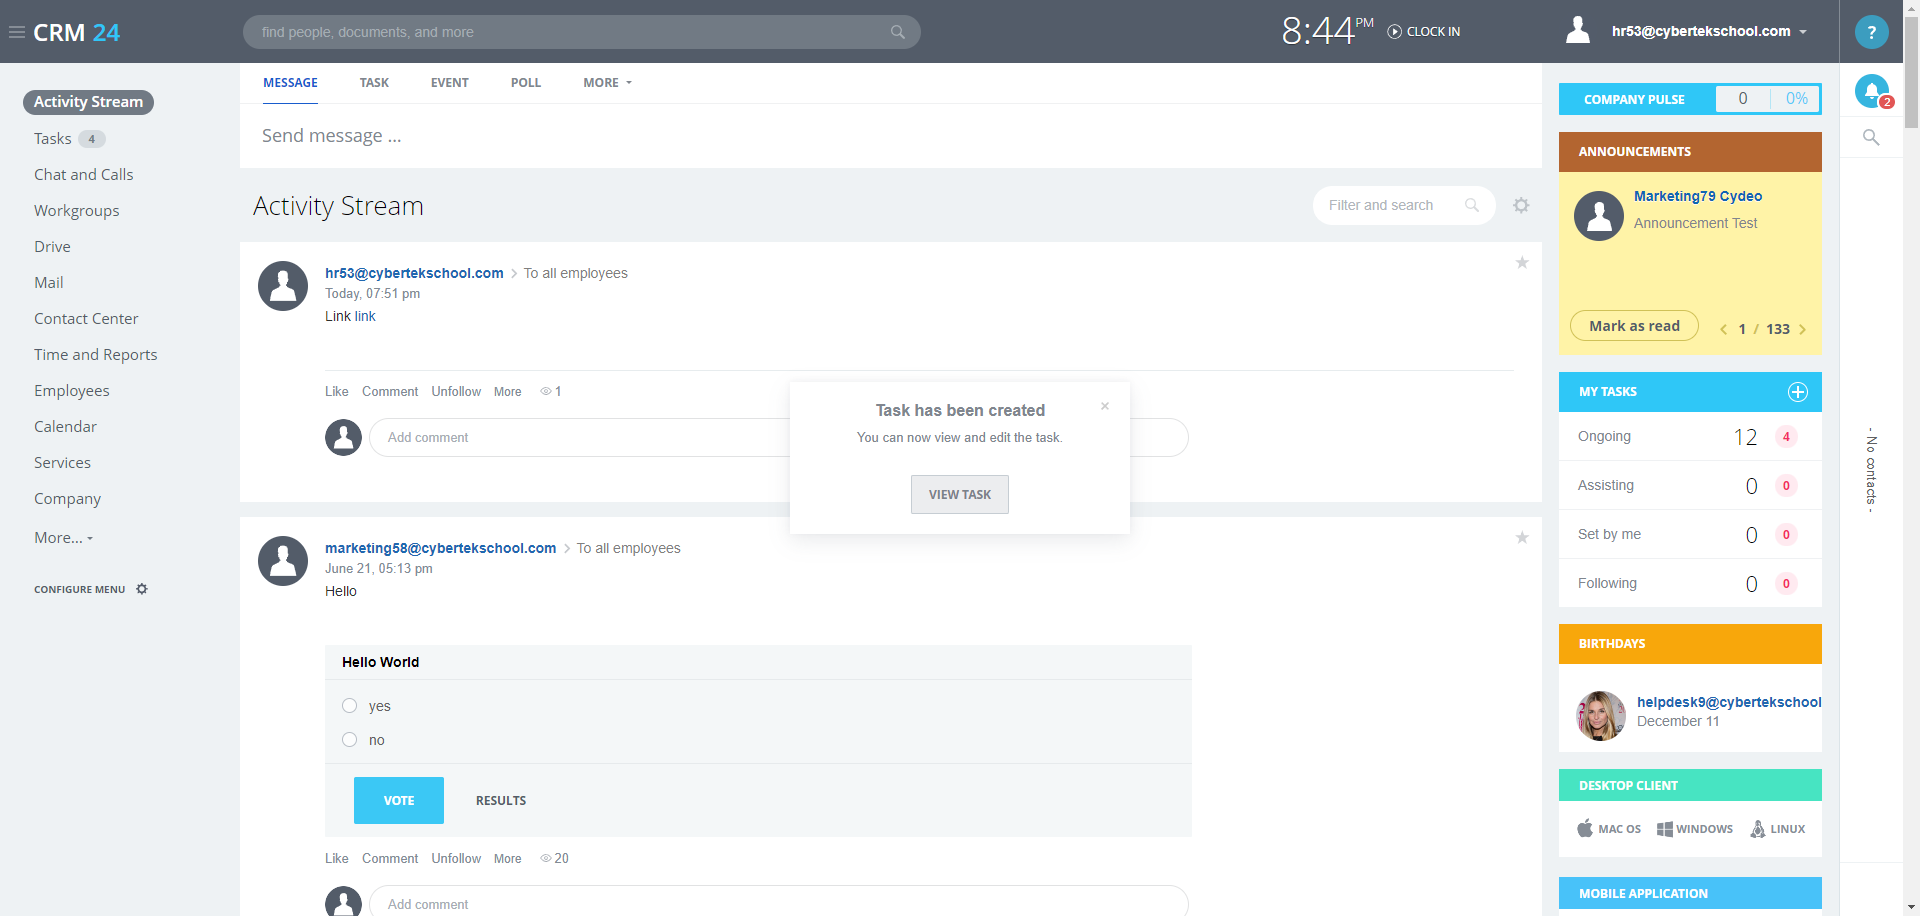 CRM 24
find people, documents, and more
8:44 PM
CLOCK IN
hr53@cybertekschool.com
?
2
Activity Stream
Tasks 4
Chat and Calls
Workgroups
Drive
Mail
Contact Center
Time and Reports
Employees
Calendar
Services
Company
More...
CONFIGURE MENU
MESSAGE TASK EVENT POLL MORE
Send message ...
Activity Stream
Filter and search
hr53@cybertekschool.com > To all employees
Today, 07:51 pm
Link link
Like Comment Unfollow More 1
Add comment
Task has been created ×
You can now view and edit the task.
VIEW TASK
marketing58@cybertekschool.com > To all employees
June 21, 05:13 pm
Hello
Hello World
yes
no
VOTE RESULTS
Like Comment Unfollow More 20
Add comment
COMPANY PULSE 0 0%
ANNOUNCEMENTS
Marketing79 Cydeo
Announcement Test
Mark as read < 1 / 133 >
MY TASKS
Ongoing 12 4
Assisting 0 0
Set by me 0 0
Following 0 0
BIRTHDAYS
helpdesk9@cybertekschool
December 11
DESKTOP CLIENT
MAC OS WINDOWS LINUX
MOBILE APPLICATION
- No contacts -